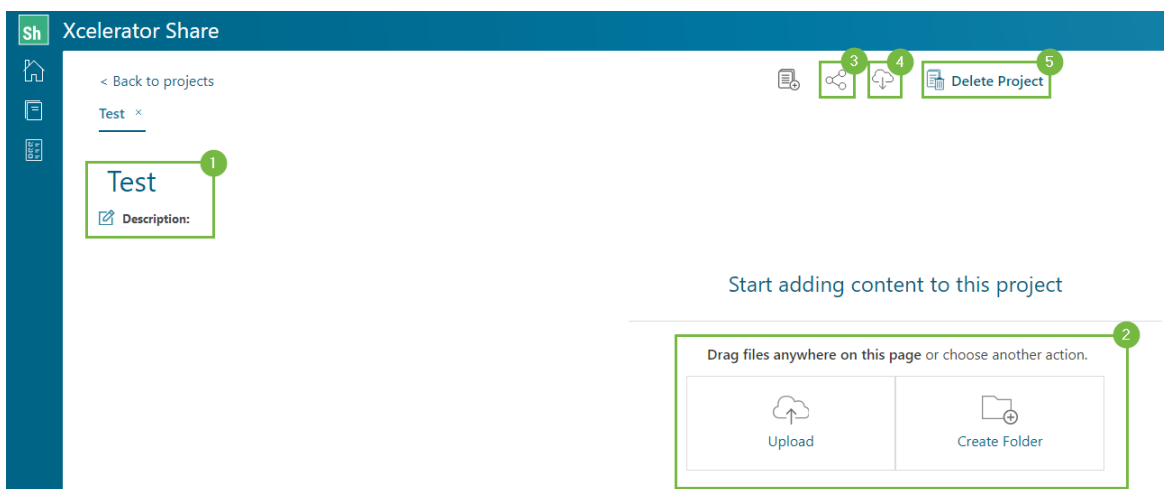 Sh Xcelerator Share
< Back to projects
3 4 5
Delete Project
Test ×
1
Test
Description:
Start adding content to this project
2
Drag files anywhere on this page or choose another action.
Upload Create Folder